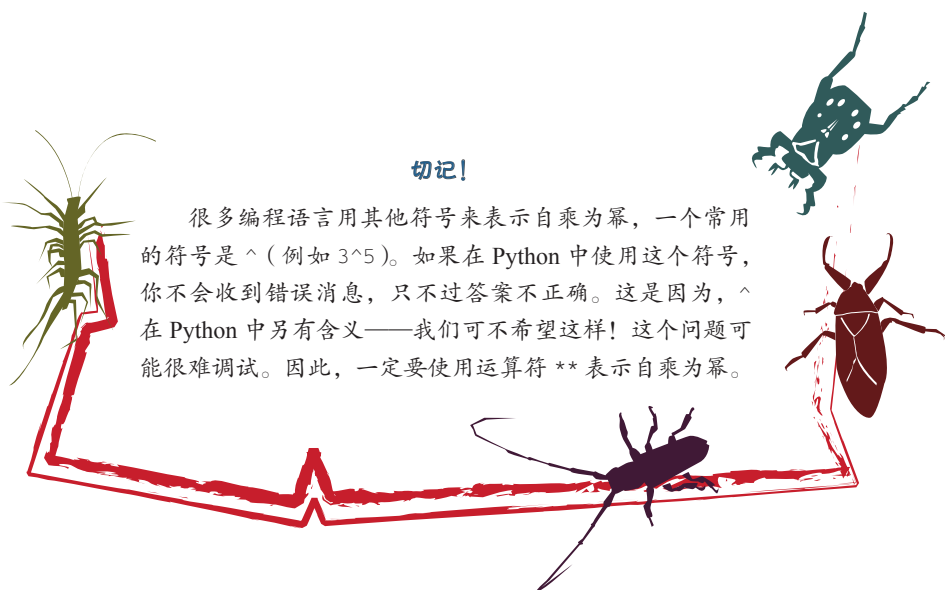 切记！
很多编程语言用其他符号来表示自乘为幂，一个常用
的符号是 ^（例如 3^5）。如果在 Python 中使用这个符号，
你不会收到错误消息，只不过答案不正确。这是因为，^
在 Python 中另有含义——我们可不希望这样！这个问题可
能很难调试。因此，一定要使用运算符 ** 表示自乘为幂。